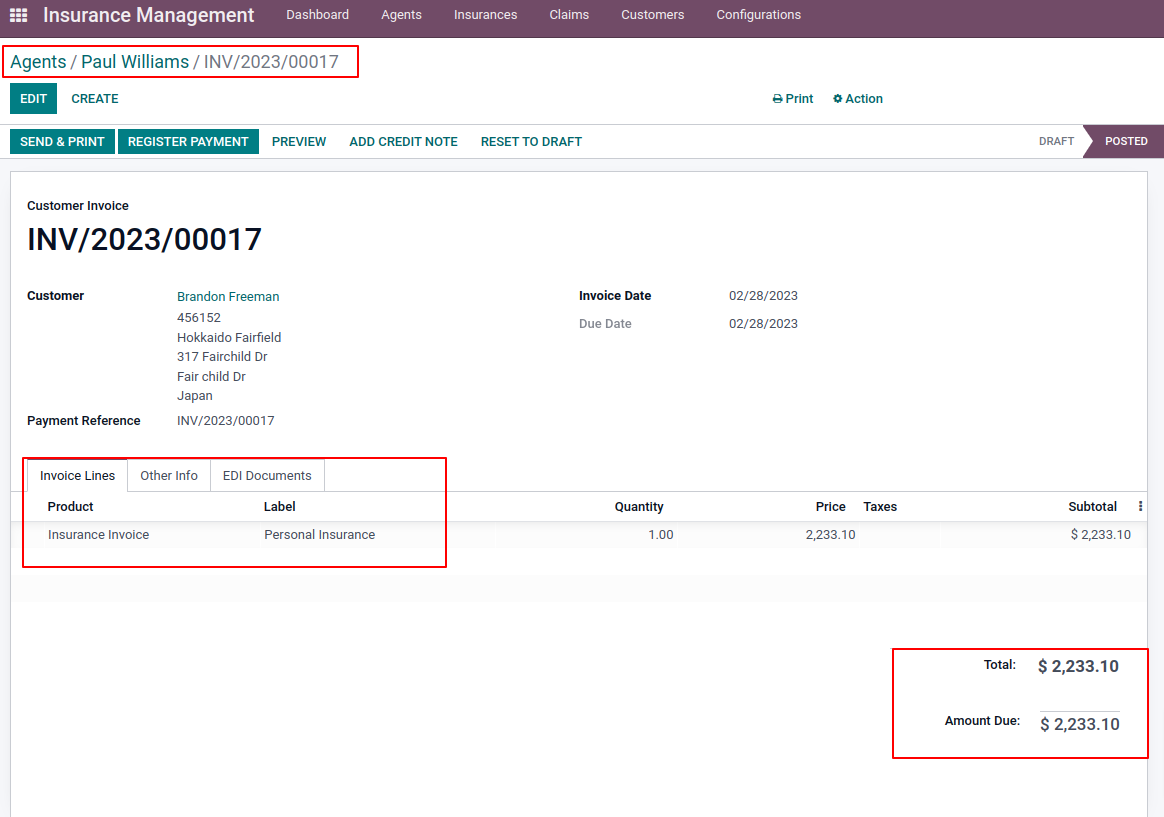 Insurance Management Dashboard Agents Insurances Claims Customers Configurations
Agents / Paul Williams / INV/2023/00017
EDIT CREATE Print Action
SEND & PRINT REGISTER PAYMENT PREVIEW ADD CREDIT NOTE RESET TO DRAFT DRAFT POSTED
Customer Invoice
INV/2023/00017
Customer Brandon Freeman Invoice Date 02/28/2023
456152 Due Date 02/28/2023
Hokkaido Fairfield
317 Fairchild Dr
Fair child Dr
Japan
Payment Reference INV/2023/00017
Invoice Lines Other Info EDI Documents
Product Label Quantity Price Taxes Subtotal
Insurance Invoice Personal Insurance 1.00 2,233.10 $ 2,233.10
Total: $ 2,233.10
Amount Due: $ 2,233.10